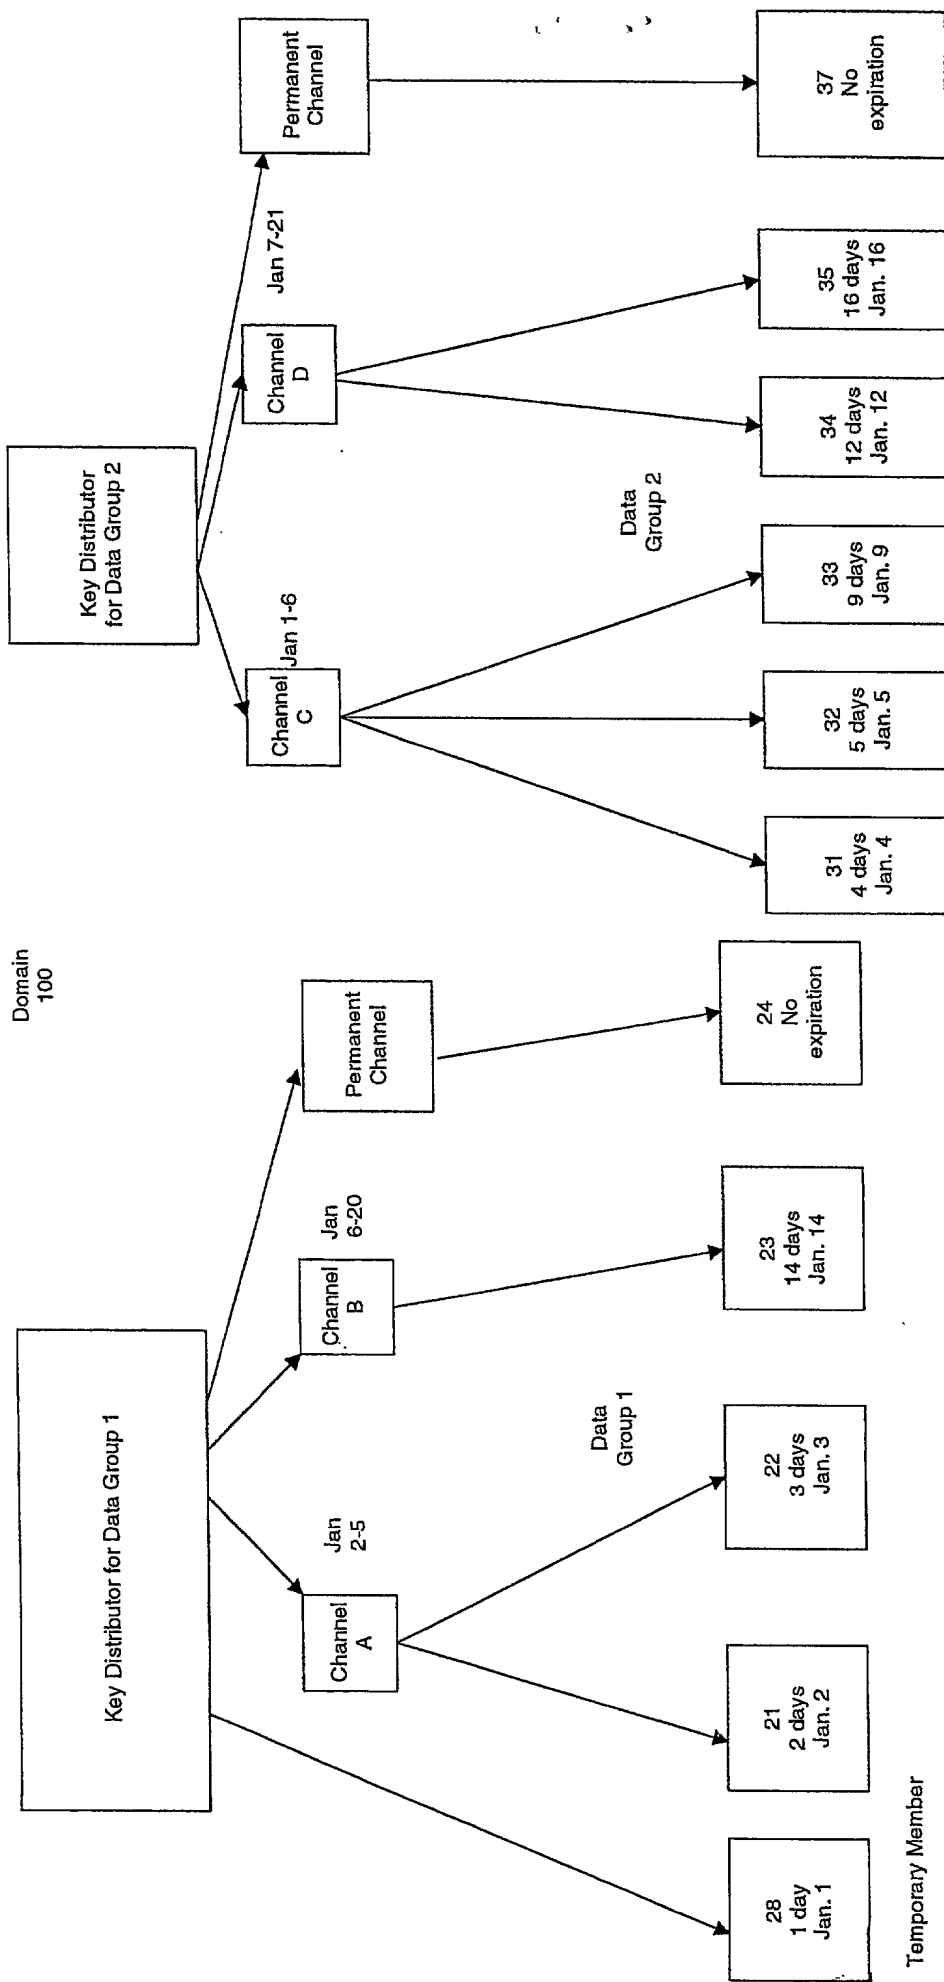 Domain
100
Key Distributor for Data Group 1
Channel
A
Jan
2-5
Channel
B
Jan
6-20
Permanent
Channel
Data
Group 1
28
1 day
Jan. 1
21
2 days
Jan. 2
22
3 days
Jan. 3
23
14 days
Jan. 14
24
No
expiration
Temporary Member
Key Distributor
for Data Group 2
Channel
C
Jan 1-6
Channel
D
Jan 7-21
Permanent
Channel
Data
Group 2
31
4 days
Jan. 4
32
5 days
Jan. 5
33
9 days
Jan. 9
34
12 days
Jan. 12
35
16 days
Jan. 16
37
No
expiration